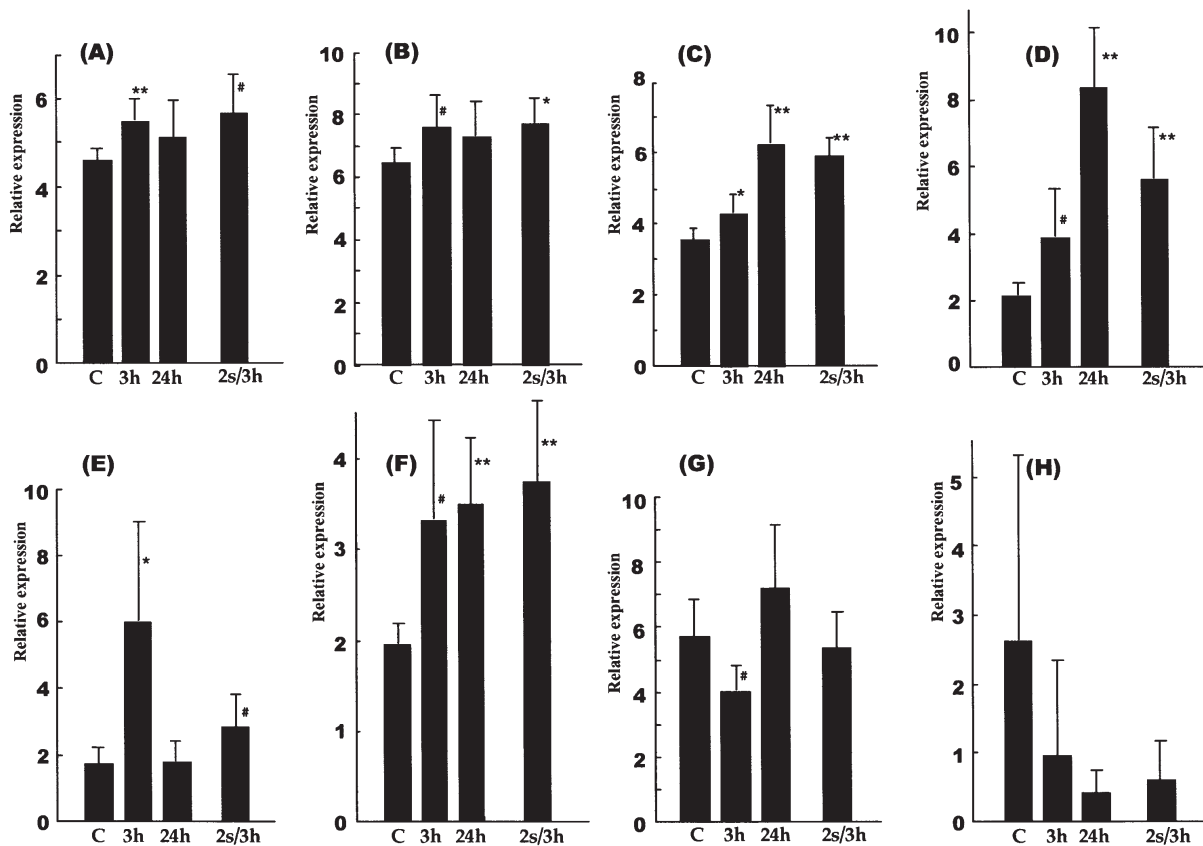 (A)
Relative expression
6
4
2
0
**
#
C 3h 24h 2s/3h
(B)
Relative expression
10
8
6
4
2
0
#
*
C 3h 24h 2s/3h
(C)
Relative expression
8
6
4
2
0
*
**
**
C 3h 24h 2s/3h
(D)
Relative expression
10
8
6
4
2
0
#
**
**
C 3h 24h 2s/3h
(E)
Relative expression
10
8
6
4
2
0
*
#
C 3h 24h 2s/3h
(F)
Relative expression
4
3
2
1
0
#
**
**
C 3h 24h 2s/3h
(G)
Relative expression
10
8
6
4
2
0
#
C 3h 24h 2s/3h
(H)
Relative expression
5
4
3
2
1
0
C 3h 24h 2s/3h